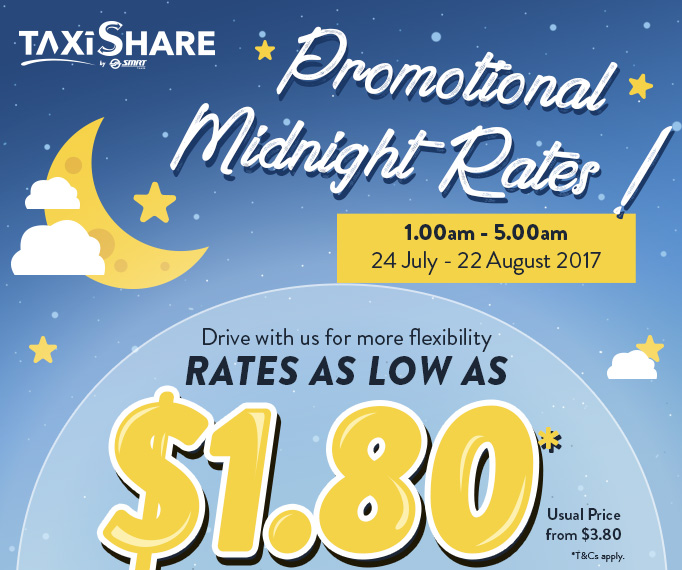 TAXiSHARE
by SMRT
Promotional
Midnight Rates!
1.00am - 5.00am
24 July - 22 August 2017
Drive with us for more flexibility
RATES AS LOW AS
$1.80*
Usual Price
from $3.80
*T&Cs apply.